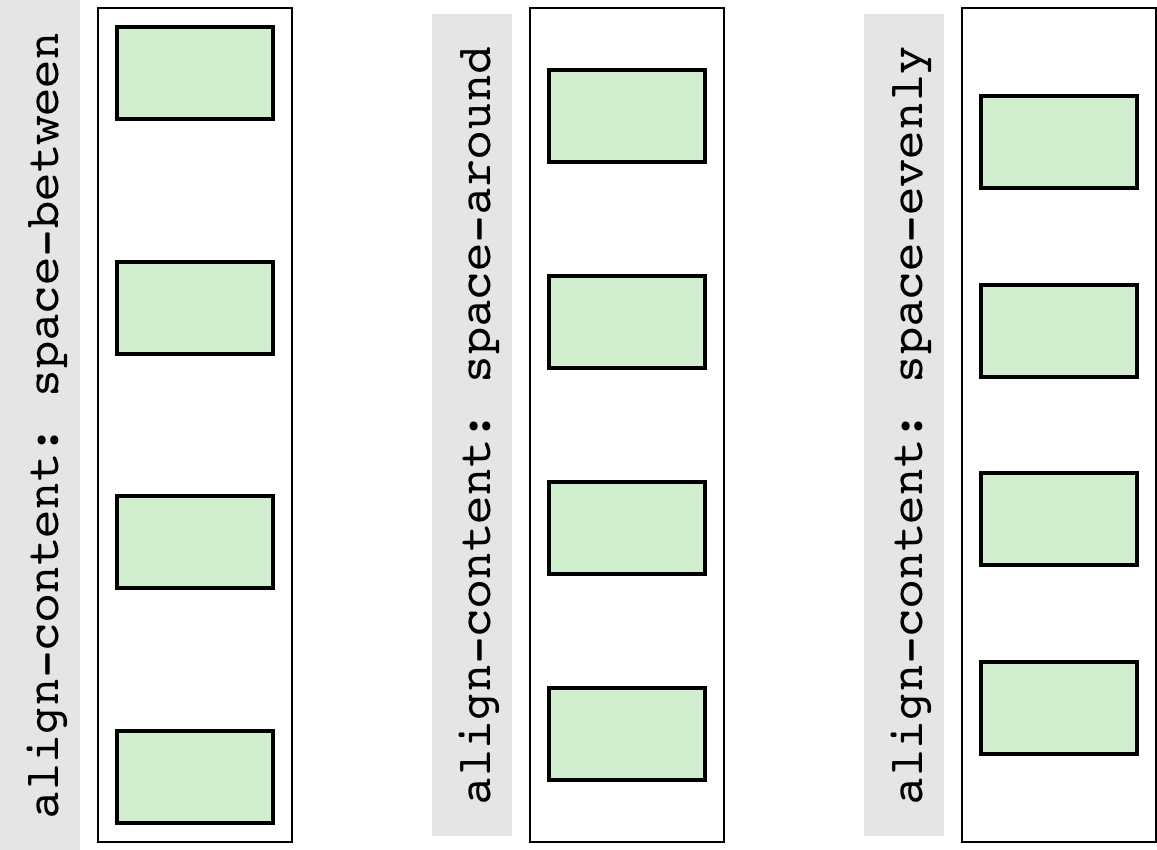 align-content: space-between
align-content: space-around
align-content: space-evenly